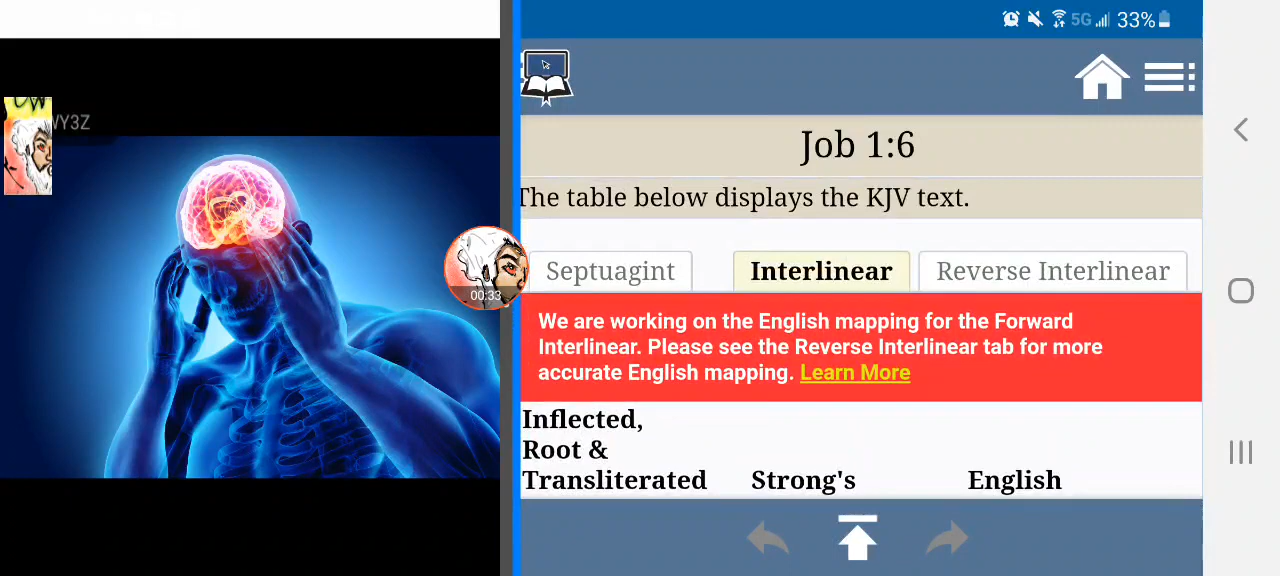 5G 33%
WY3Z
00:33
Job 1:6
The table below displays the KJV text.
Septuagint Interlinear Reverse Interlinear
We are working on the English mapping for the Forward
Interlinear. Please see the Reverse Interlinear tab for more
accurate English mapping. Learn More
Inflected,
Root &
Transliterated Strong's English